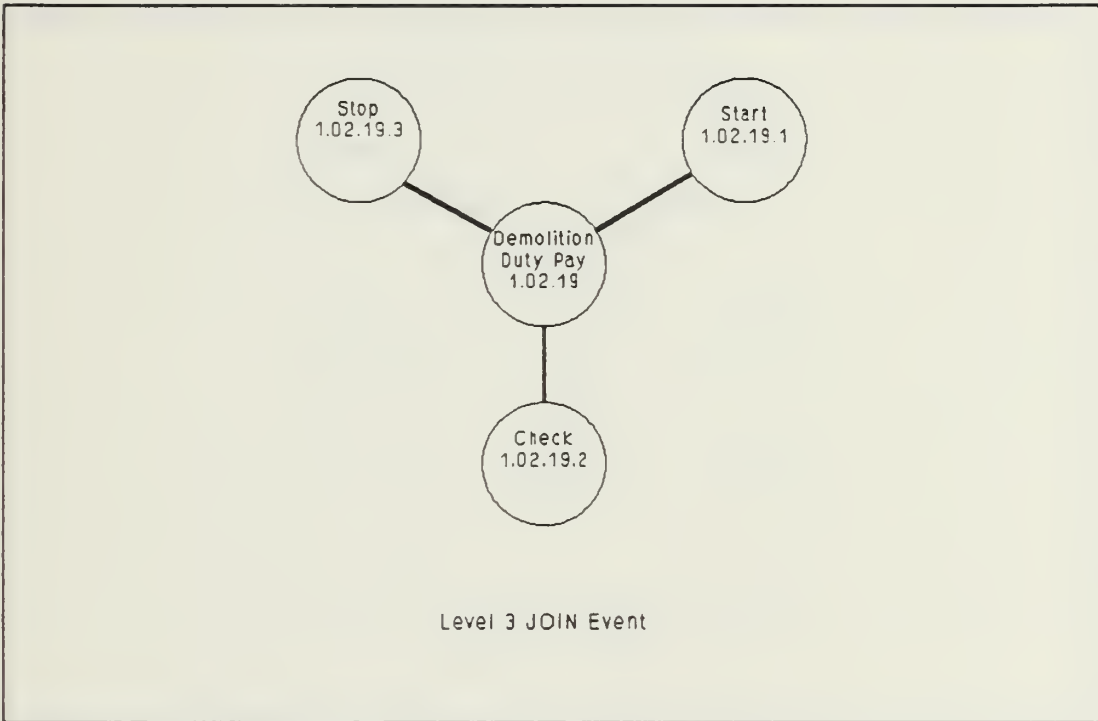 Stop
1.02.19.3
Start
1.02.19.1
Demolition
Duty Pay
1.02.19
Check
1.02.19.2
Level 3 JOIN Event